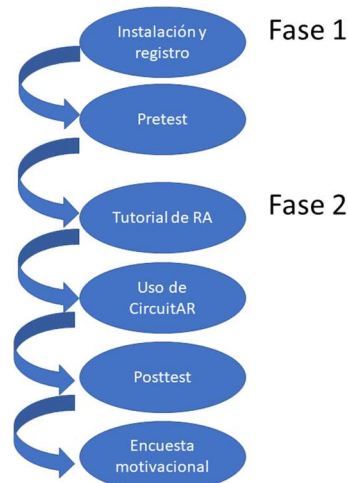 Instalación y
registro
Fase 1
Pretest
Tutorial de RA
Fase 2
Uso de
CircuitAR
Posttest
Encuesta
motivacional